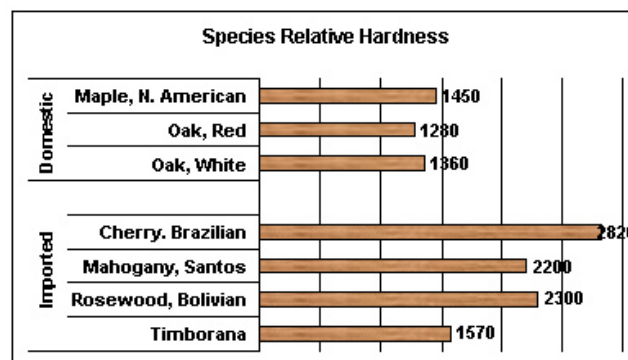 Species Relative Hardness
Domestic
Maple, N. American 1450
Oak, Red 1280
Oak, White 1360
Imported
Cherry. Brazilian 2820
Mahogany, Santos 2200
Rosewood, Bolivian 2300
Timborana 1570